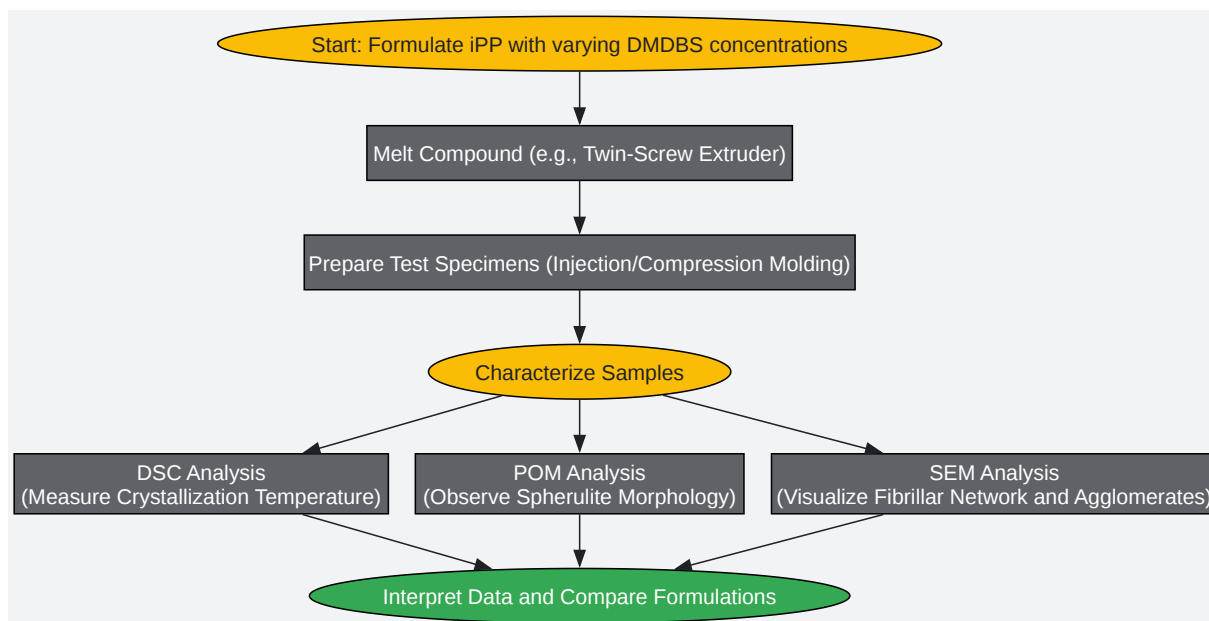 Start: Formulate iPP with varying DMDBS concentrations
Melt Compound (e.g., Twin-Screw Extruder)
Prepare Test Specimens (Injection/Compression Molding)
Characterize Samples
DSC Analysis
(Measure Crystallization Temperature)
POM Analysis
(Observe Spherulite Morphology)
SEM Analysis
(Visualize Fibrillar Network and Agglomerates)
Interpret Data and Compare Formulations